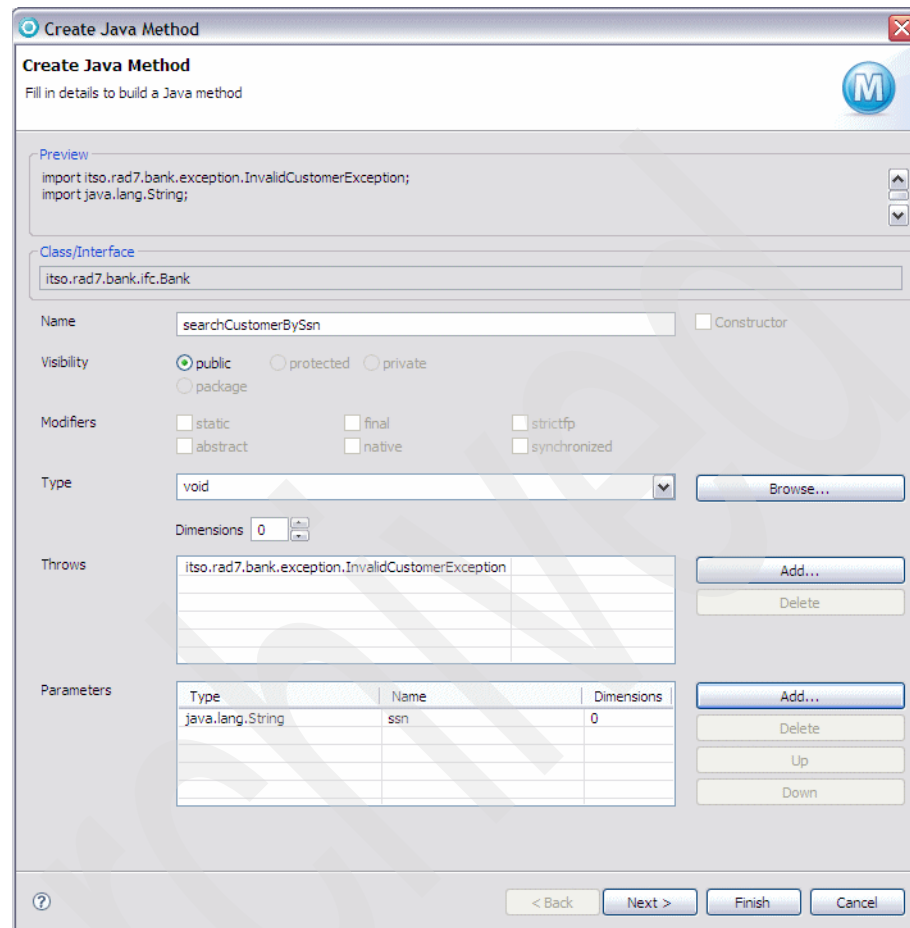 Create Java Method
Create Java Method
Fill in details to build a Java method
M
Preview
import itso.rad7.bank.exception.InvalidCustomerException;
import java.lang.String;
Class/Interface
itso.rad7.bank.ifc.Bank
Name searchCustomerBySsn Constructor
Visibility public protected private
package
Modifiers static final strictfp
abstract native synchronized
Type void Browse...
Dimensions 0
Throws itso.rad7.bank.exception.InvalidCustomerException Add...
Delete
Parameters Type Name Dimensions Add...
java.lang.String ssn 0 Delete
Up
Down
? < Back Next > Finish Cancel